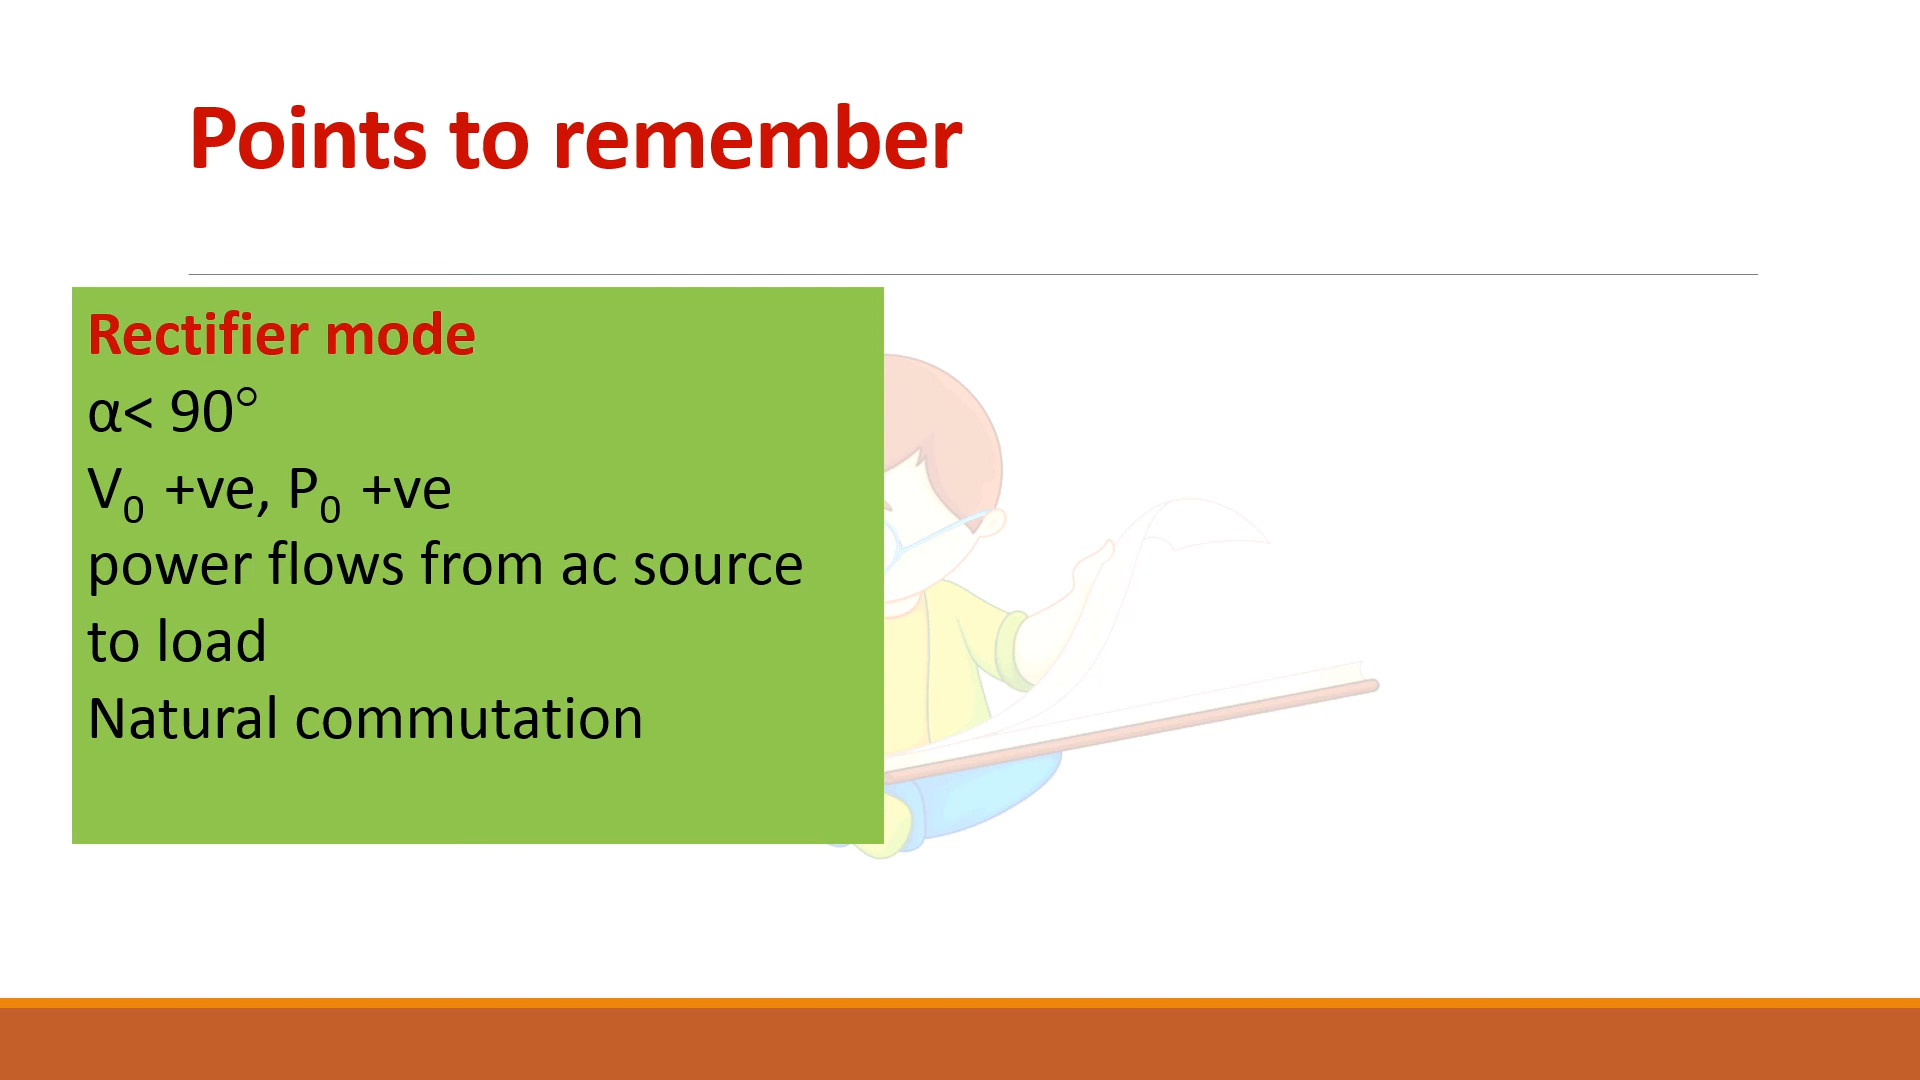 Points to remember
Rectifier mode
α< 90°
V₀ +ve, P₀ +ve
power flows from ac source
to load
Natural commutation